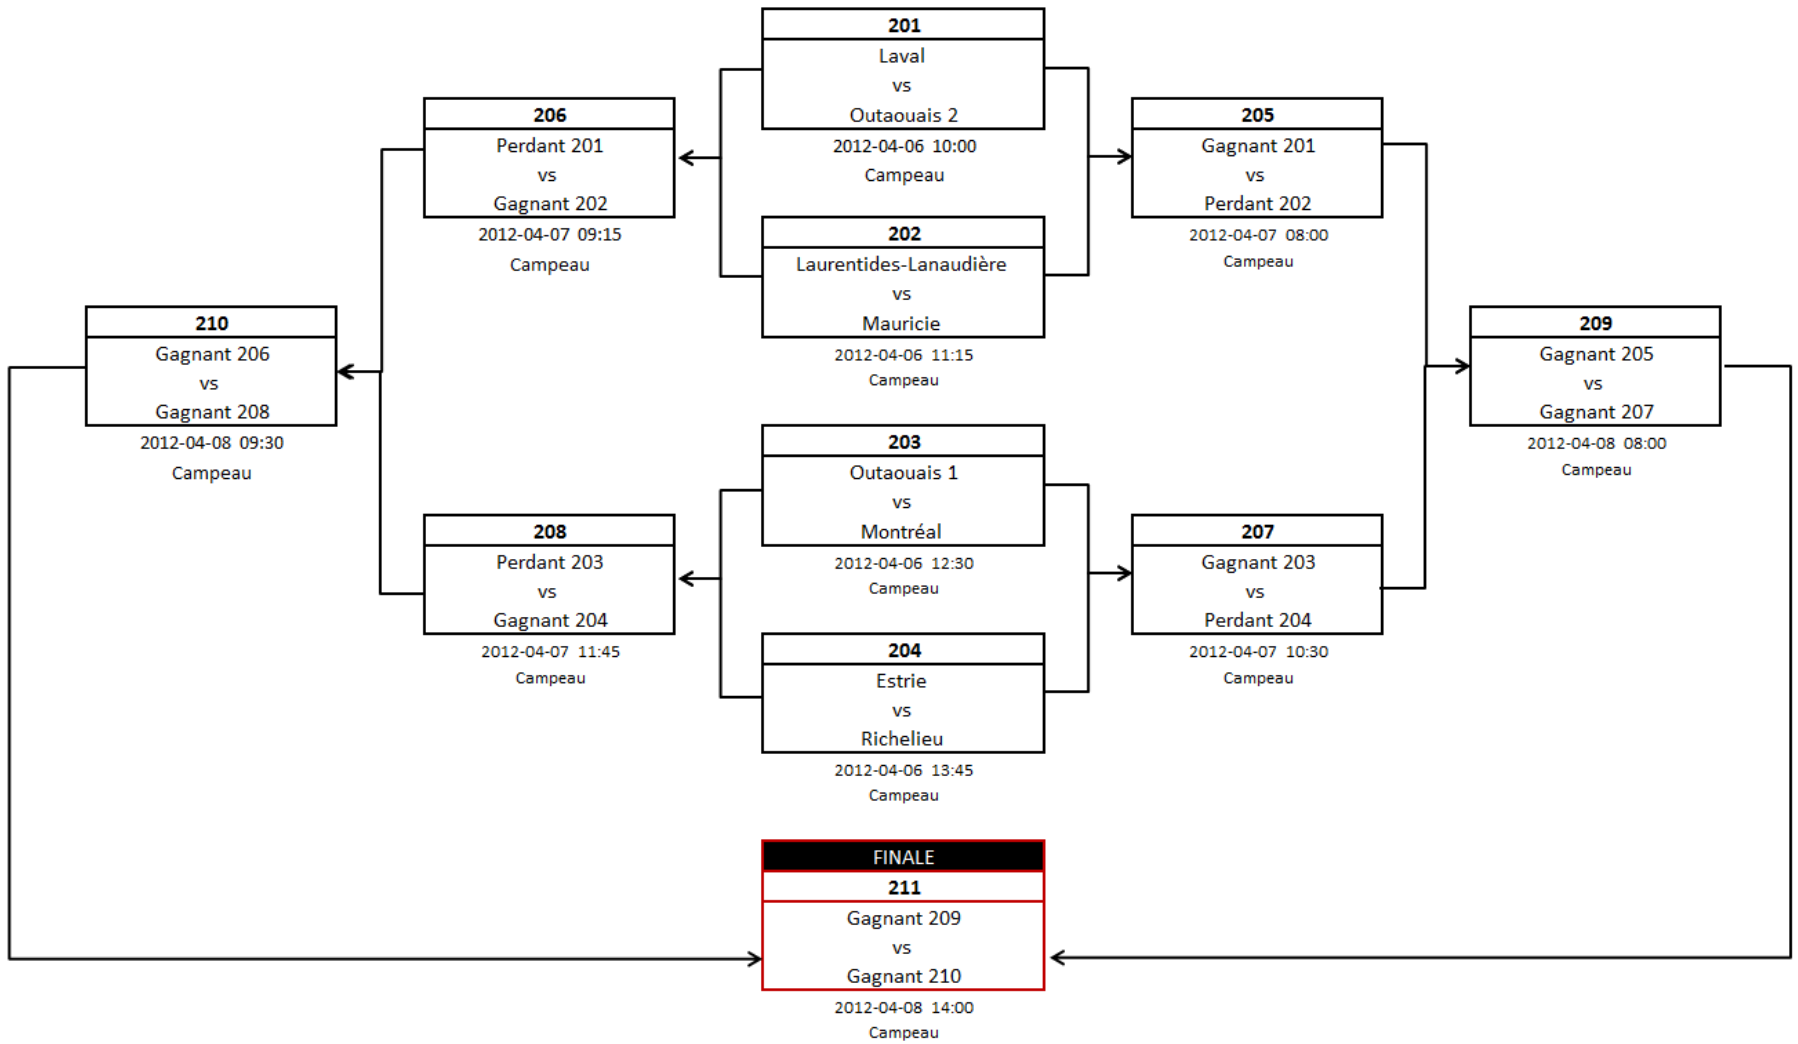 201
Laval
vs
Outaouais 2
2012-04-06 10:00
Campeau
206
Perdant 201
vs
Gagnant 202
2012-04-07 09:15
Campeau
205
Gagnant 201
vs
Perdant 202
2012-04-07 08:00
Campeau
202
Laurentides-Lanaudière
vs
Mauricie
2012-04-06 11:15
Campeau
210
Gagnant 206
vs
Gagnant 208
2012-04-08 09:30
Campeau
209
Gagnant 205
vs
Gagnant 207
2012-04-08 08:00
Campeau
203
Outaouais 1
vs
Montréal
2012-04-06 12:30
Campeau
208
Perdant 203
vs
Gagnant 204
2012-04-07 11:45
Campeau
207
Gagnant 203
vs
Perdant 204
2012-04-07 10:30
Campeau
204
Estrie
vs
Richelieu
2012-04-06 13:45
Campeau
FINALE
211
Gagnant 209
vs
Gagnant 210
2012-04-08 14:00
Campeau